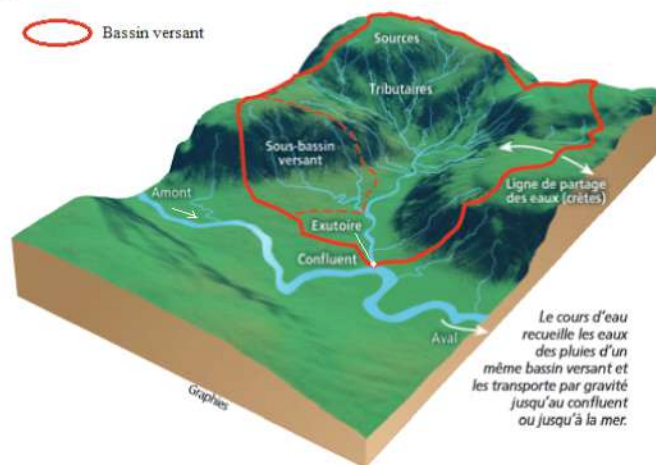 Bassin versant
Sources
Tributaires
Sous-bassin
versant
Amont
Ligne de partage
des eaux (crêtes)
Exutoire
Confluent
Aval
Graphies
Le cours d'eau
recueille les eaux
des pluies d'un
même bassin versant et
les transporte par gravité
jusqu'au confluent
ou jusqu'à la mer.